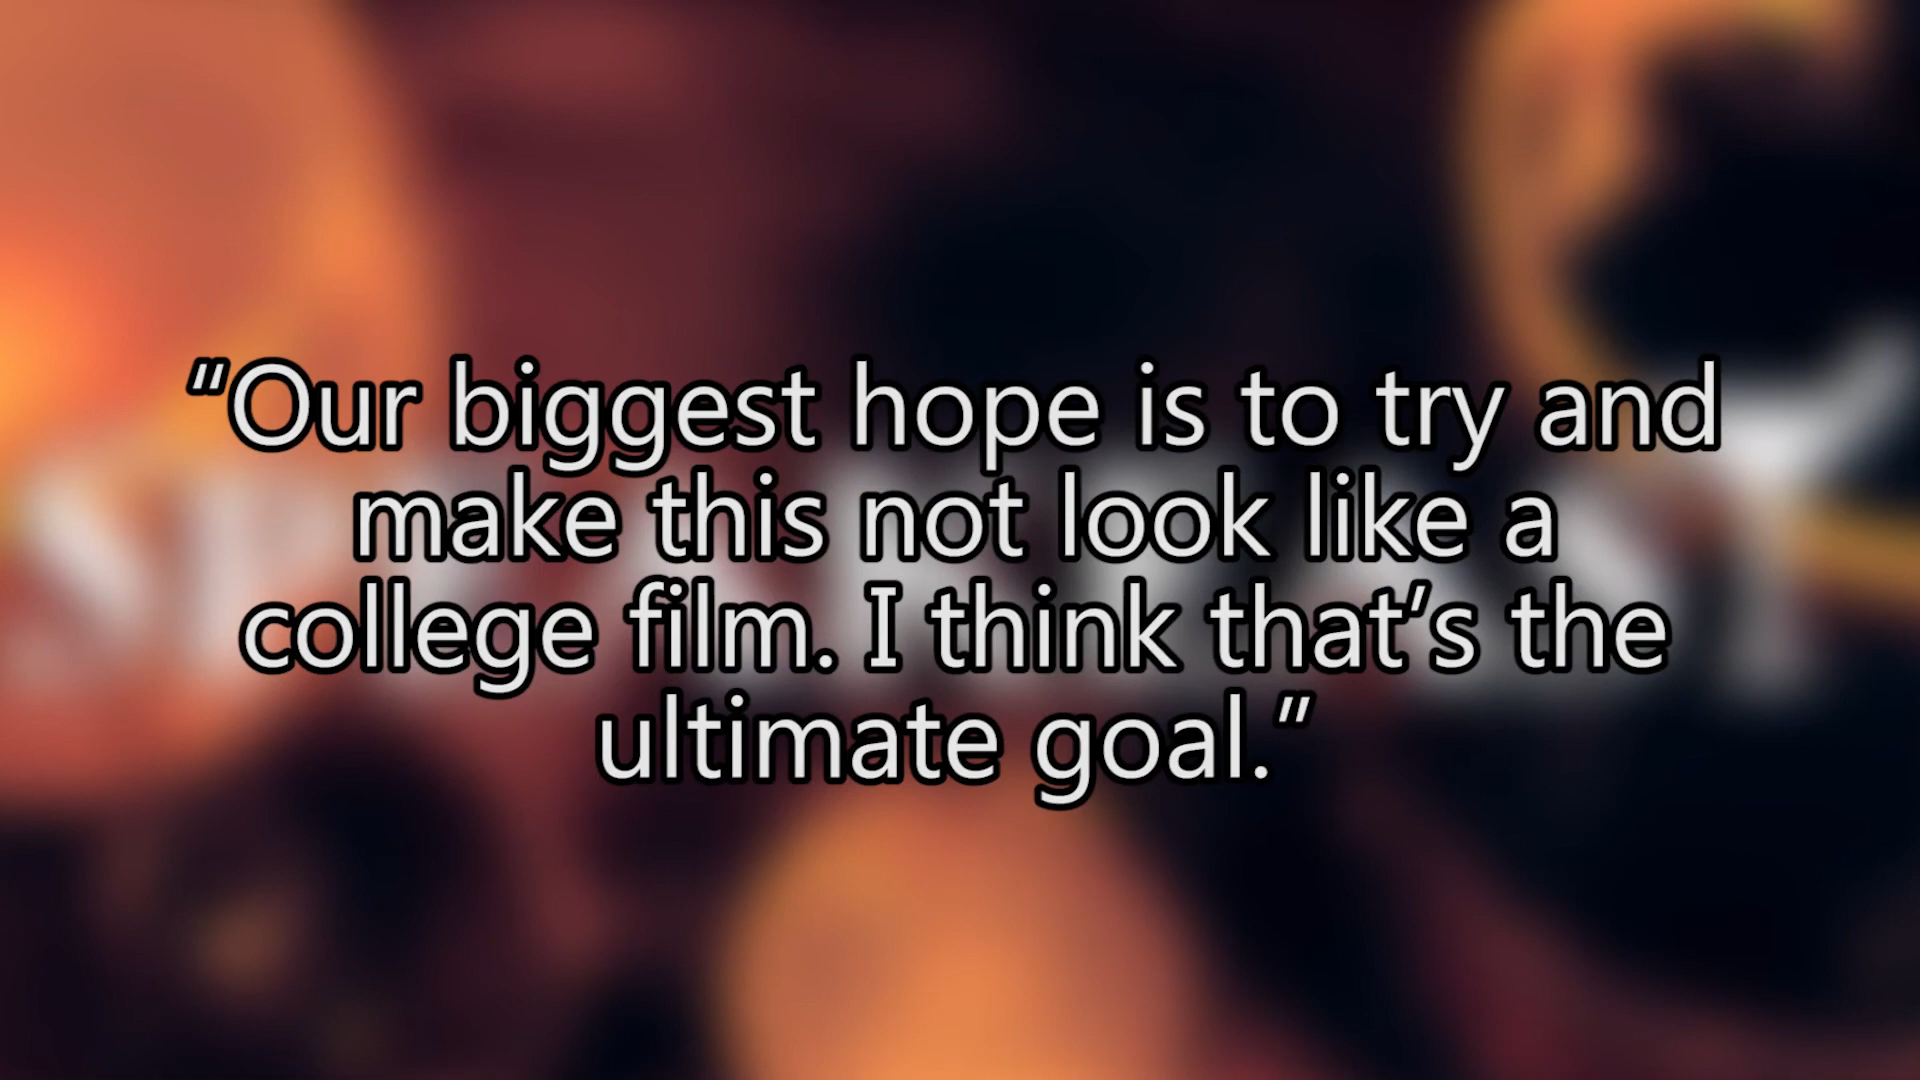 “Our biggest hope is to try and
make this not look like a
college film. I think that’s the
ultimate goal.”